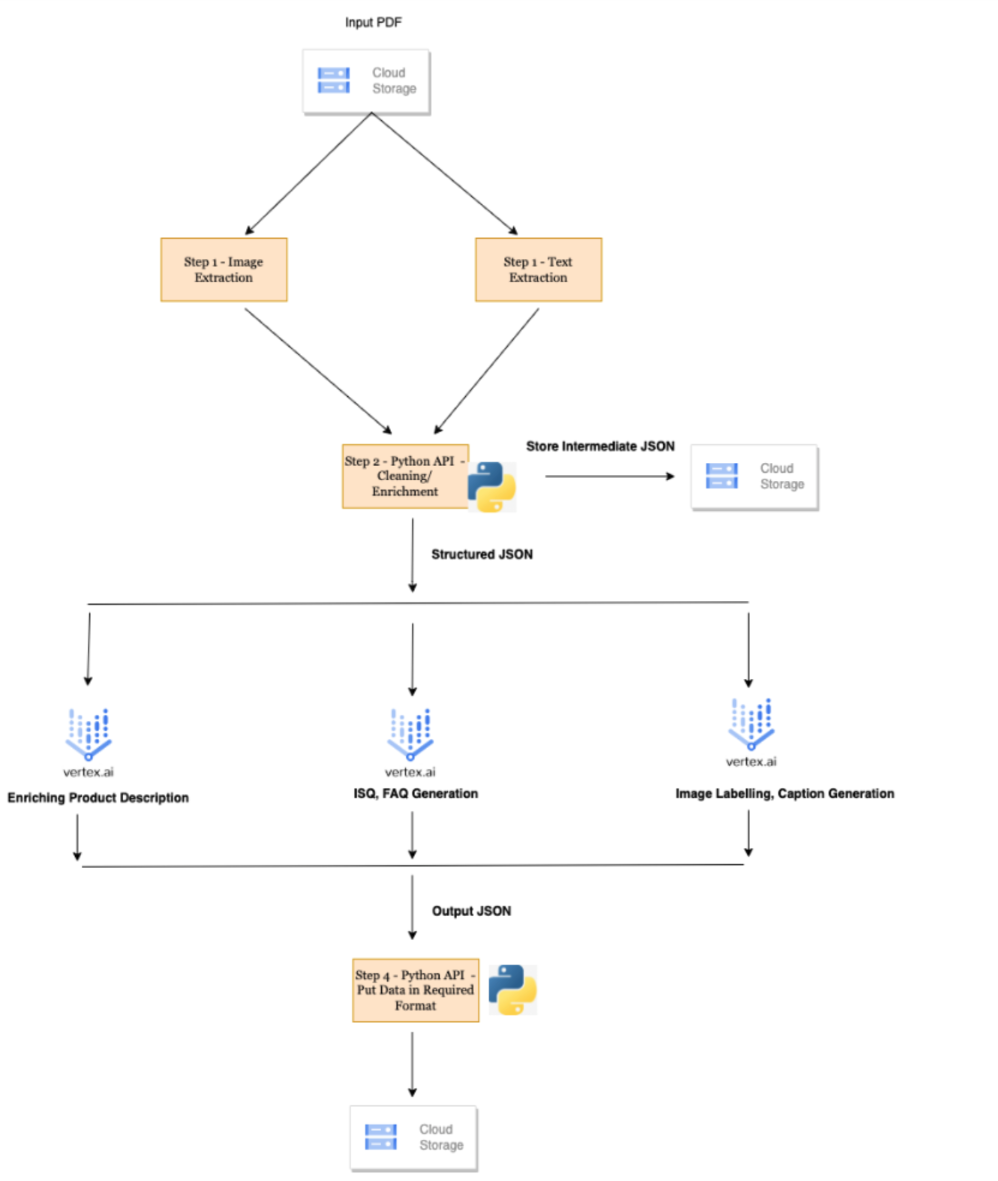 Input PDF
Cloud
Storage
Step 1 - Image
Extraction
Step 1 - Text
Extraction
Step 2 - Python API -
Cleaning/
Enrichment
Store Intermediate JSON
Cloud
Storage
Structured JSON
vertex.ai
Enriching Product Description
vertex.ai
ISQ, FAQ Generation
vertex.ai
Image Labelling, Caption Generation
Output JSON
Step 4 - Python API -
Put Data in Required
Format
Cloud
Storage